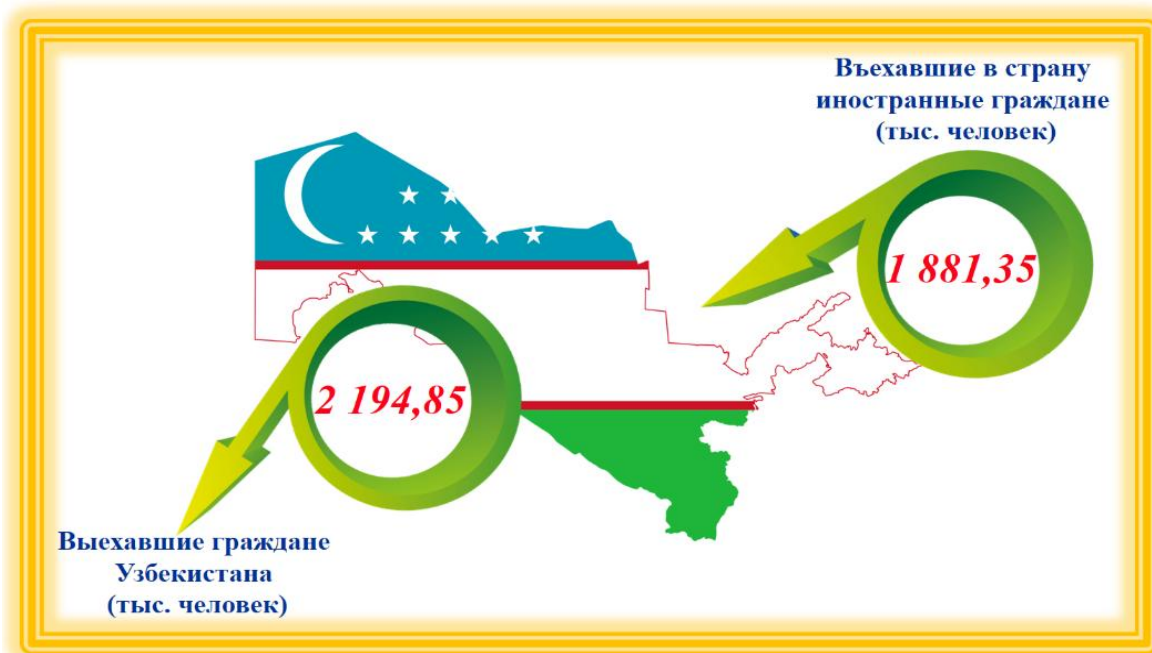 Въехавшие в страну
иностранные граждане
(тыс. человек)
1 881,35
2 194,85
Выехавшие граждане
Узбекистана
(тыс. человек)